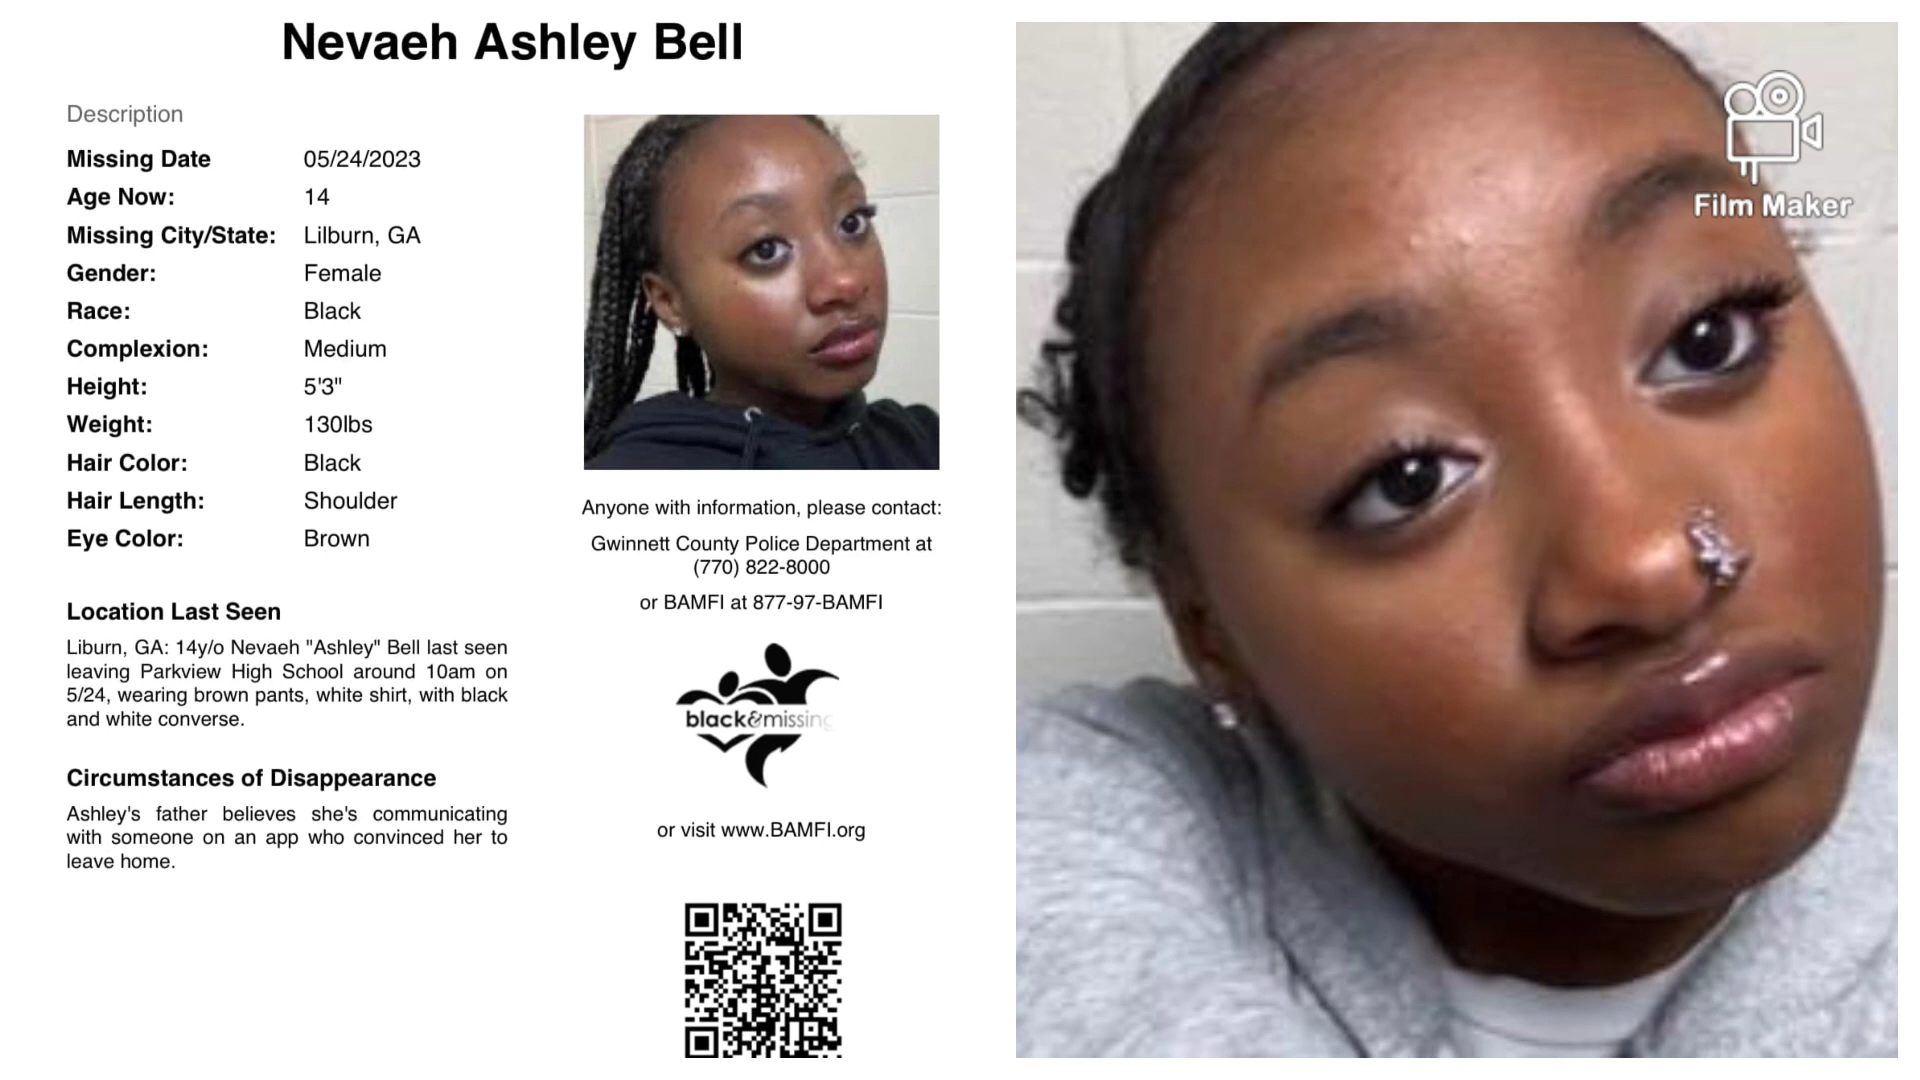 Nevaeh Ashley Bell
Description
Missing Date 05/24/2023
Age Now: 14
Missing City/State: Lilburn, GA
Gender: Female
Race: Black
Complexion: Medium
Height: 5'3"
Weight: 130lbs
Hair Color: Black
Hair Length: Shoulder
Eye Color: Brown
Location Last Seen
Liburn, GA: 14y/o Nevaeh "Ashley" Bell last seen
leaving Parkview High School around 10am on
5/24, wearing brown pants, white shirt, with black
and white converse.
Circumstances of Disappearance
Ashley's father believes she's communicating
with someone on an app who convinced her to
leave home.
Anyone with information, please contact:
Gwinnett County Police Department at
(770) 822-8000
or BAMFI at 877-97-BAMFI
black&missing
or visit www.BAMFI.org
Film Maker